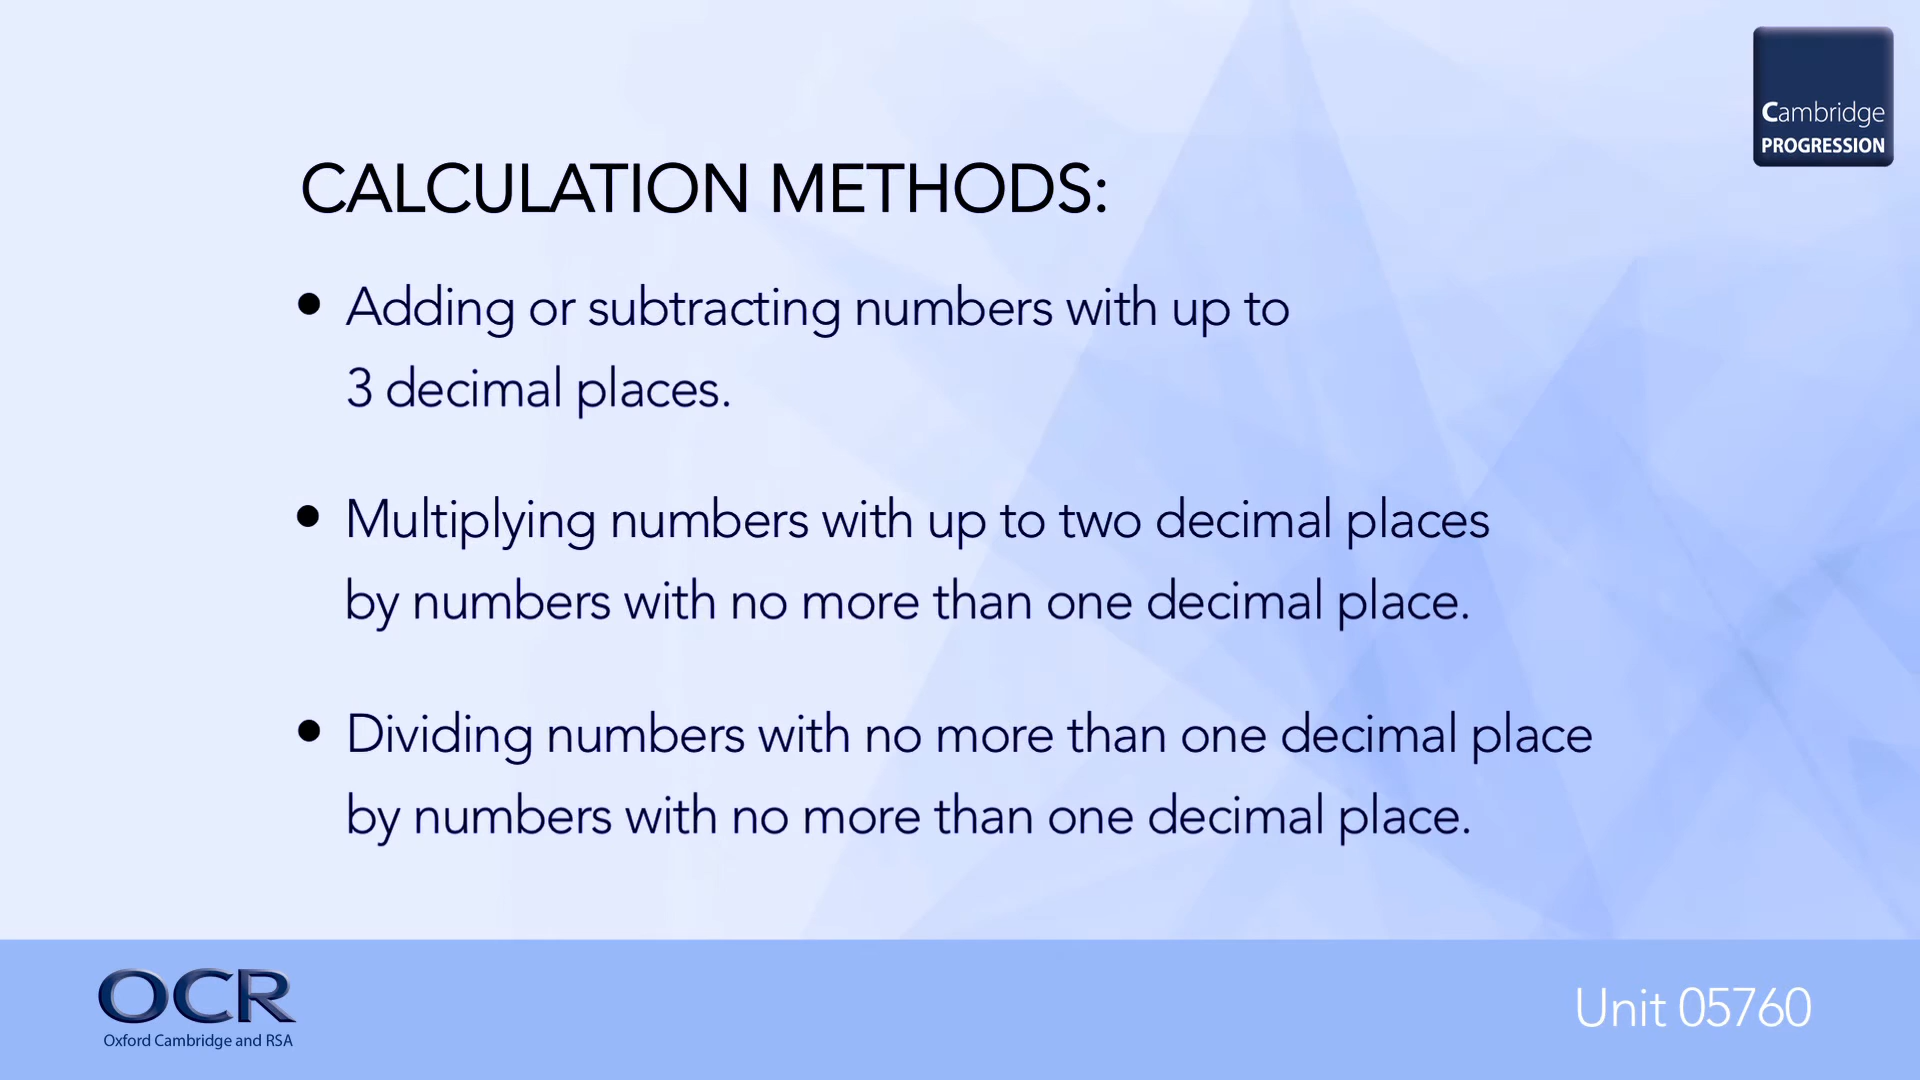 Cambridge
PROGRESSION
CALCULATION METHODS:
• Adding or subtracting numbers with up to
3 decimal places.
• Multiplying numbers with up to two decimal places
by numbers with no more than one decimal place.
• Dividing numbers with no more than one decimal place
by numbers with no more than one decimal place.
OCR
Oxford Cambridge and RSA
Unit 05760